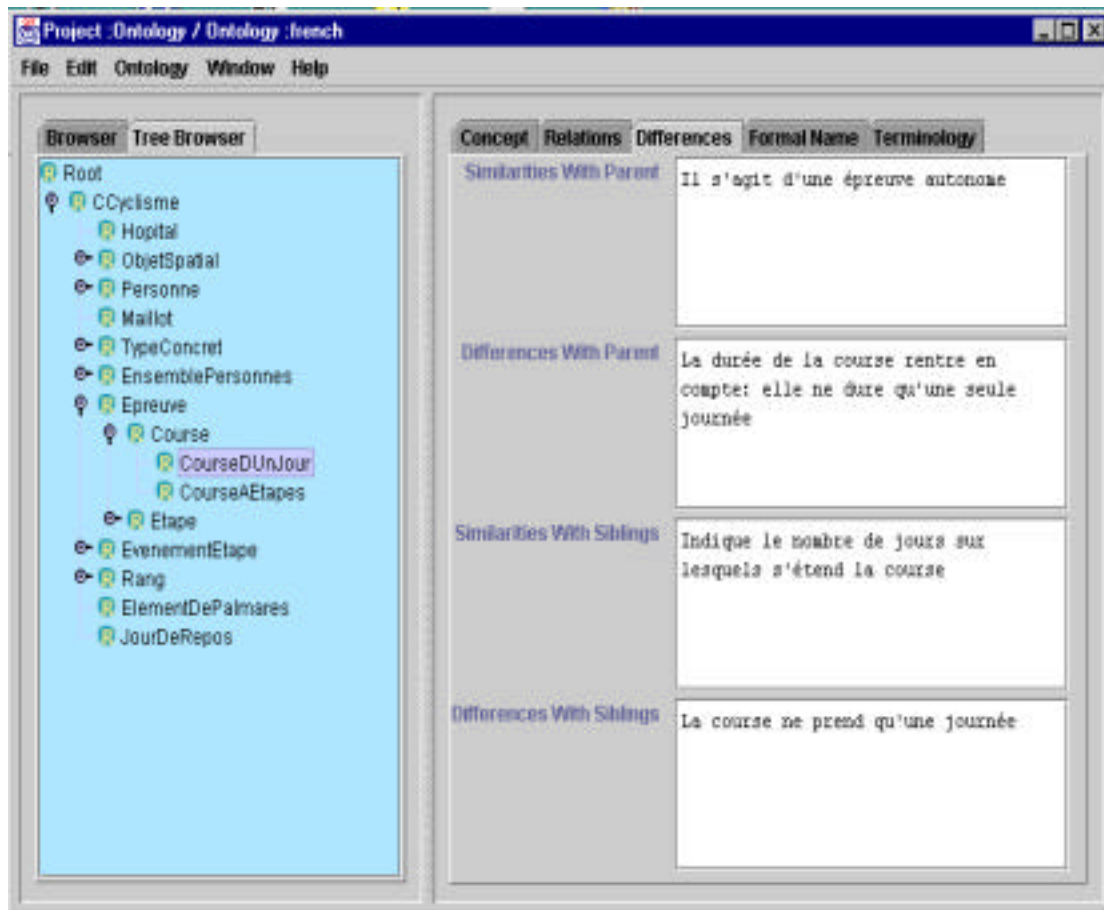 Project :Ontology / Ontology :french
File Edit Ontology Window Help
Browser Tree Browser
Root
CCyclisme
Hopital
ObjetSpatial
Personne
Maillot
TypeConcret
EnsemblePersonnes
Epreuve
Course
CourseDUnJour
CourseAEtapes
Etape
EvenementEtape
Rang
ElementDePalmares
JourDeRepos
Concept Relations Differences Formal Name Terminology
Similarities With Parent
Il s'agit d'une épreuve autonome
Differences With Parent
La durée de la course rentre en
compte: elle ne dure qu'une seule
journée
Similarities With Siblings
Indique le nombre de jours sur
lesquels s'étend la course
Differences With Siblings
La course ne prend qu'une journée